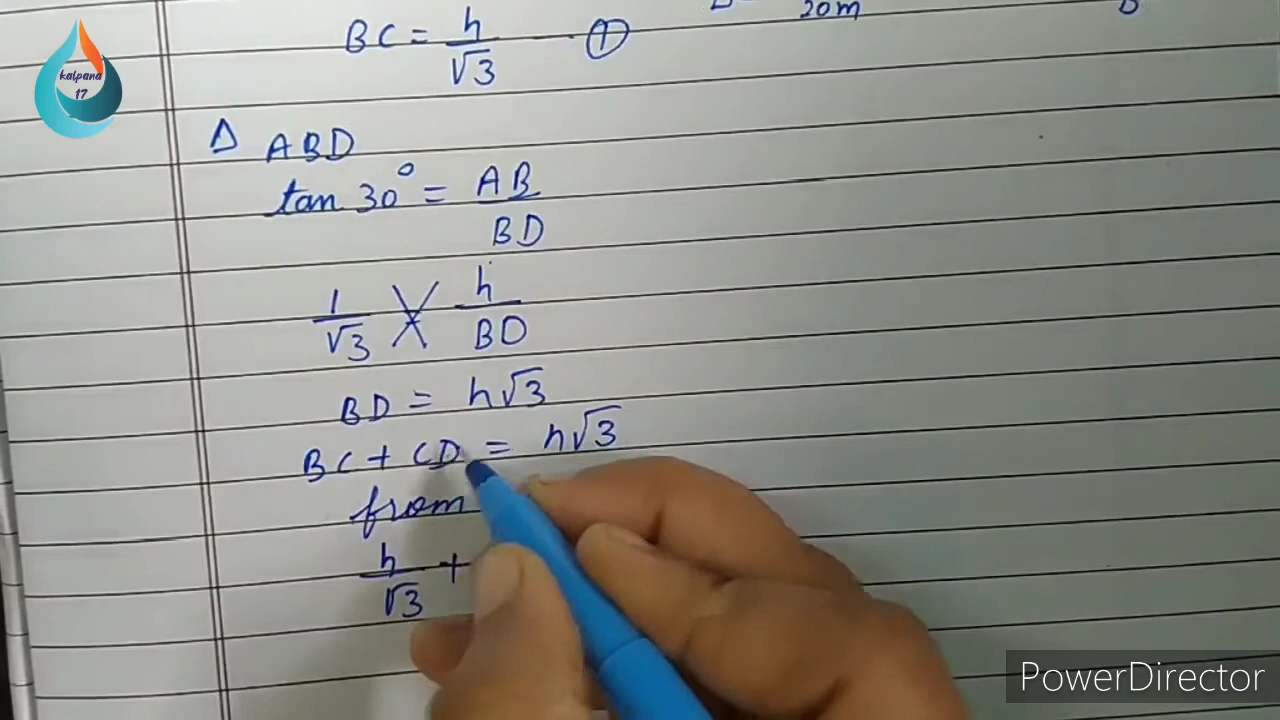 BC = h/√3 — ①
20m
kalpana
17
Δ ABD
tan 30° = AB/BD
1/√3 h/BD
BD = h√3
BC + CD = h√3
from
h/√3 +
PowerDirector